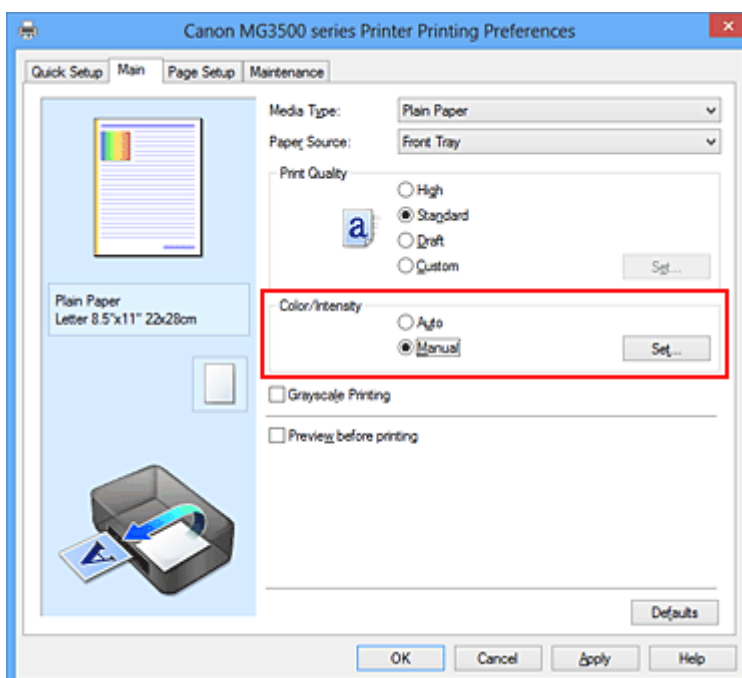 Canon MG3500 series Printer Printing Preferences
Quick Setup Main Page Setup Maintenance
Media Type: Plain Paper
Paper Source: Front Tray
Print Quality
High
a Standard
Draft
Custom Set...
Plain Paper
Letter 8.5"x11" 22x28cm
Color/Intensity
Auto
Manual Set...
Grayscale Printing
Preview before printing
A
Defaults
OK Cancel Apply Help